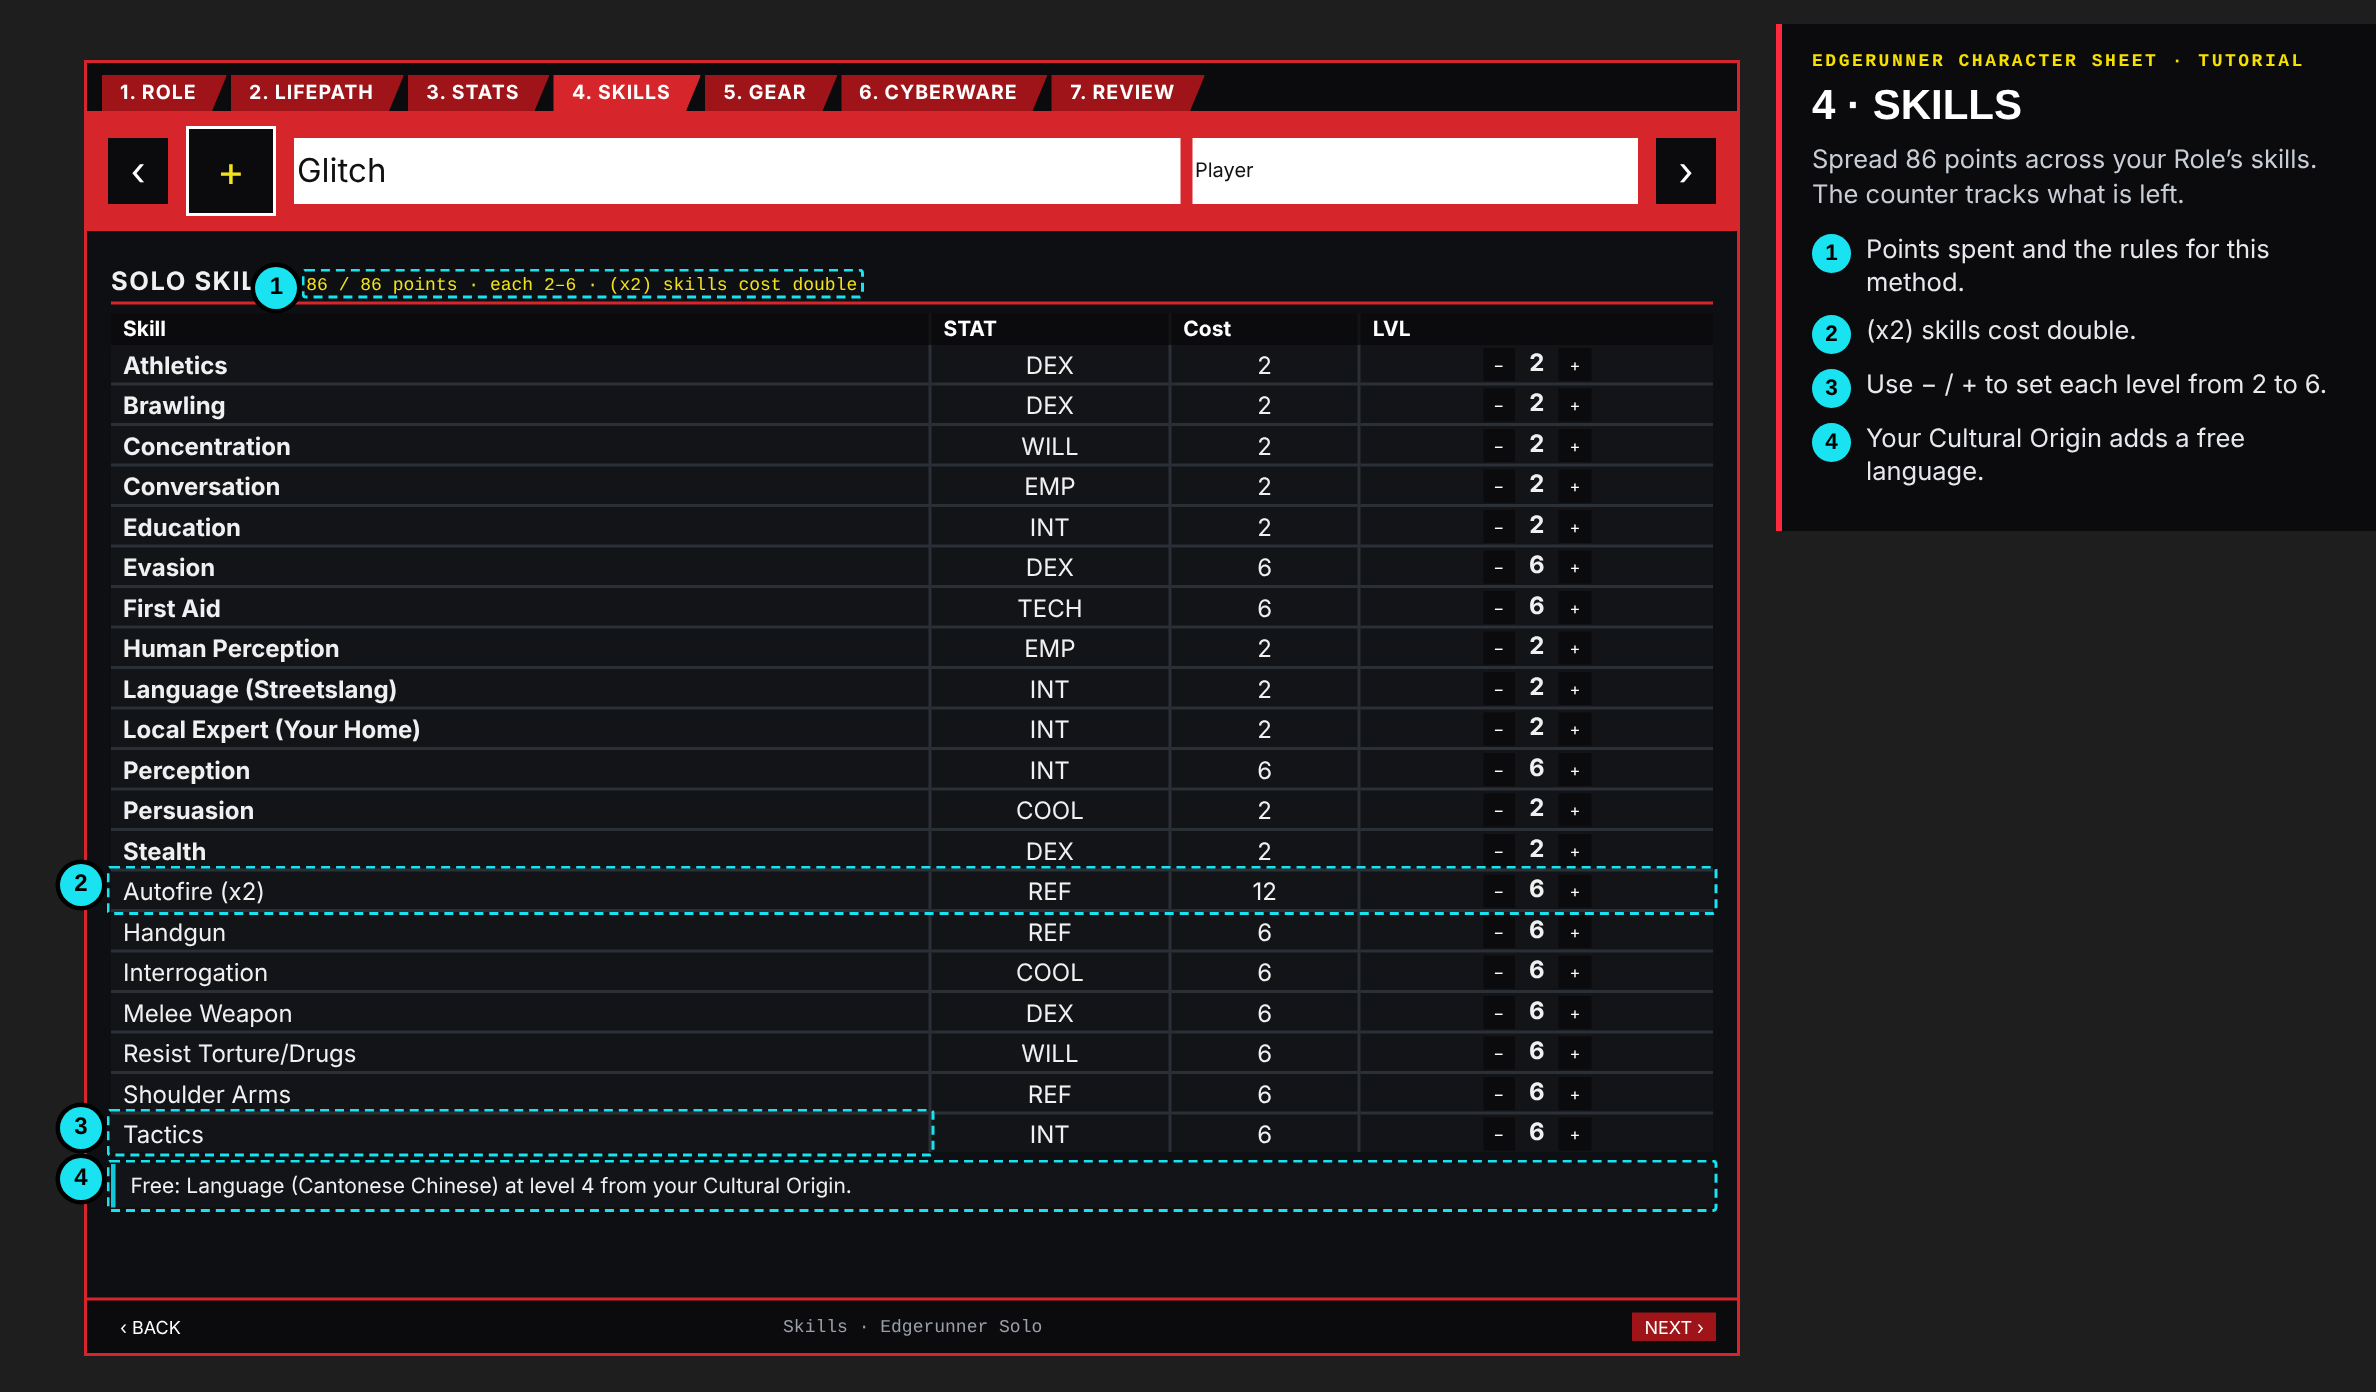 1. ROLE 2. LIFEPATH 3. STATS 4. SKILLS 5. GEAR 6. CYBERWARE 7. REVIEW
‹ + Glitch Player ›
SOLO SKIL 1 86 / 86 points · each 2–6 · (x2) skills cost double
Skill STAT Cost LVL
Athletics DEX 2 − 2 +
Brawling DEX 2 − 2 +
Concentration WILL 2 − 2 +
Conversation EMP 2 − 2 +
Education INT 2 − 2 +
Evasion DEX 6 − 6 +
First Aid TECH 6 − 6 +
Human Perception EMP 2 − 2 +
Language (Streetslang) INT 2 − 2 +
Local Expert (Your Home) INT 2 − 2 +
Perception INT 6 − 6 +
Persuasion COOL 2 − 2 +
Stealth DEX 2 − 2 +
2 Autofire (x2) REF 12 − 6 +
Handgun REF 6 − 6 +
Interrogation COOL 6 − 6 +
Melee Weapon DEX 6 − 6 +
Resist Torture/Drugs WILL 6 − 6 +
Shoulder Arms REF 6 − 6 +
3 Tactics INT 6 − 6 +
4 Free: Language (Cantonese Chinese) at level 4 from your Cultural Origin.
‹ BACK Skills · Edgerunner Solo NEXT ›
EDGERUNNER CHARACTER SHEET · TUTORIAL
4 · SKILLS
Spread 86 points across your Role’s skills.
The counter tracks what is left.
1 Points spent and the rules for this
method.
2 (x2) skills cost double.
3 Use − / + to set each level from 2 to 6.
4 Your Cultural Origin adds a free
language.